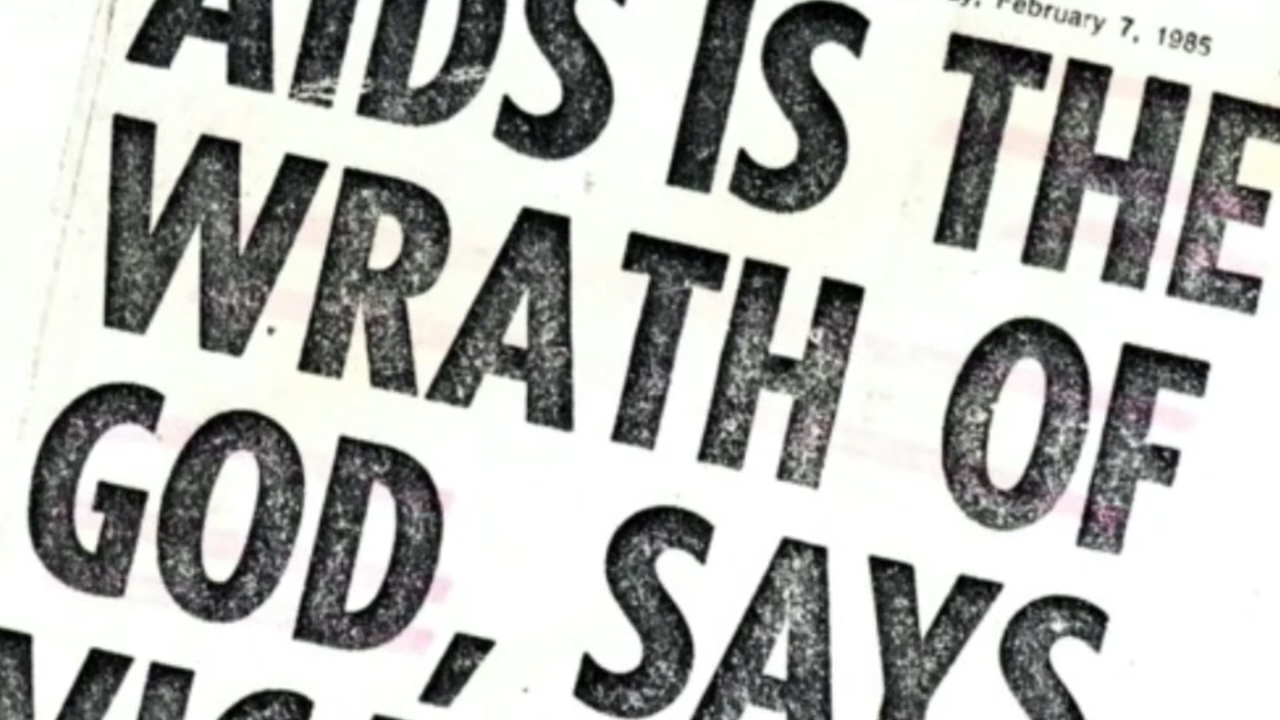 February 7, 1985
AIDS IS THE
WRATH OF
GOD, SAYS